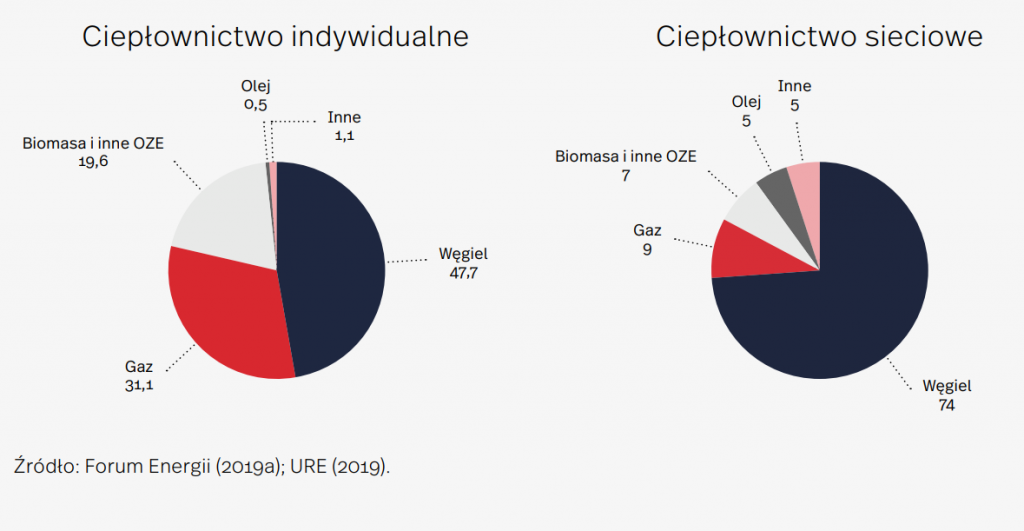 Ciepłownictwo indywidualne
Olej
0,5
Inne
1,1
Biomasa i inne OZE
19,6
Węgiel
47,7
Gaz
31,1
Ciepłownictwo sieciowe
Inne
5
Olej
5
Biomasa i inne OZE
7
Gaz
9
Węgiel
74
Źródło: Forum Energii (2019a); URE (2019).